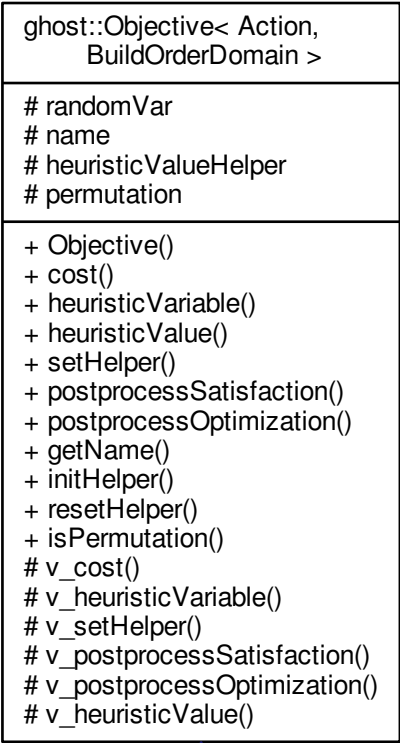 ghost::Objective< Action,
BuildOrderDomain >
# randomVar
# name
# heuristicValueHelper
# permutation
+ Objective()
+ cost()
+ heuristicVariable()
+ heuristicValue()
+ setHelper()
+ postprocessSatisfaction()
+ postprocessOptimization()
+ getName()
+ initHelper()
+ resetHelper()
+ isPermutation()
# v_cost()
# v_heuristicVariable()
# v_setHelper()
# v_postprocessSatisfaction()
# v_postprocessOptimization()
# v_heuristicValue()